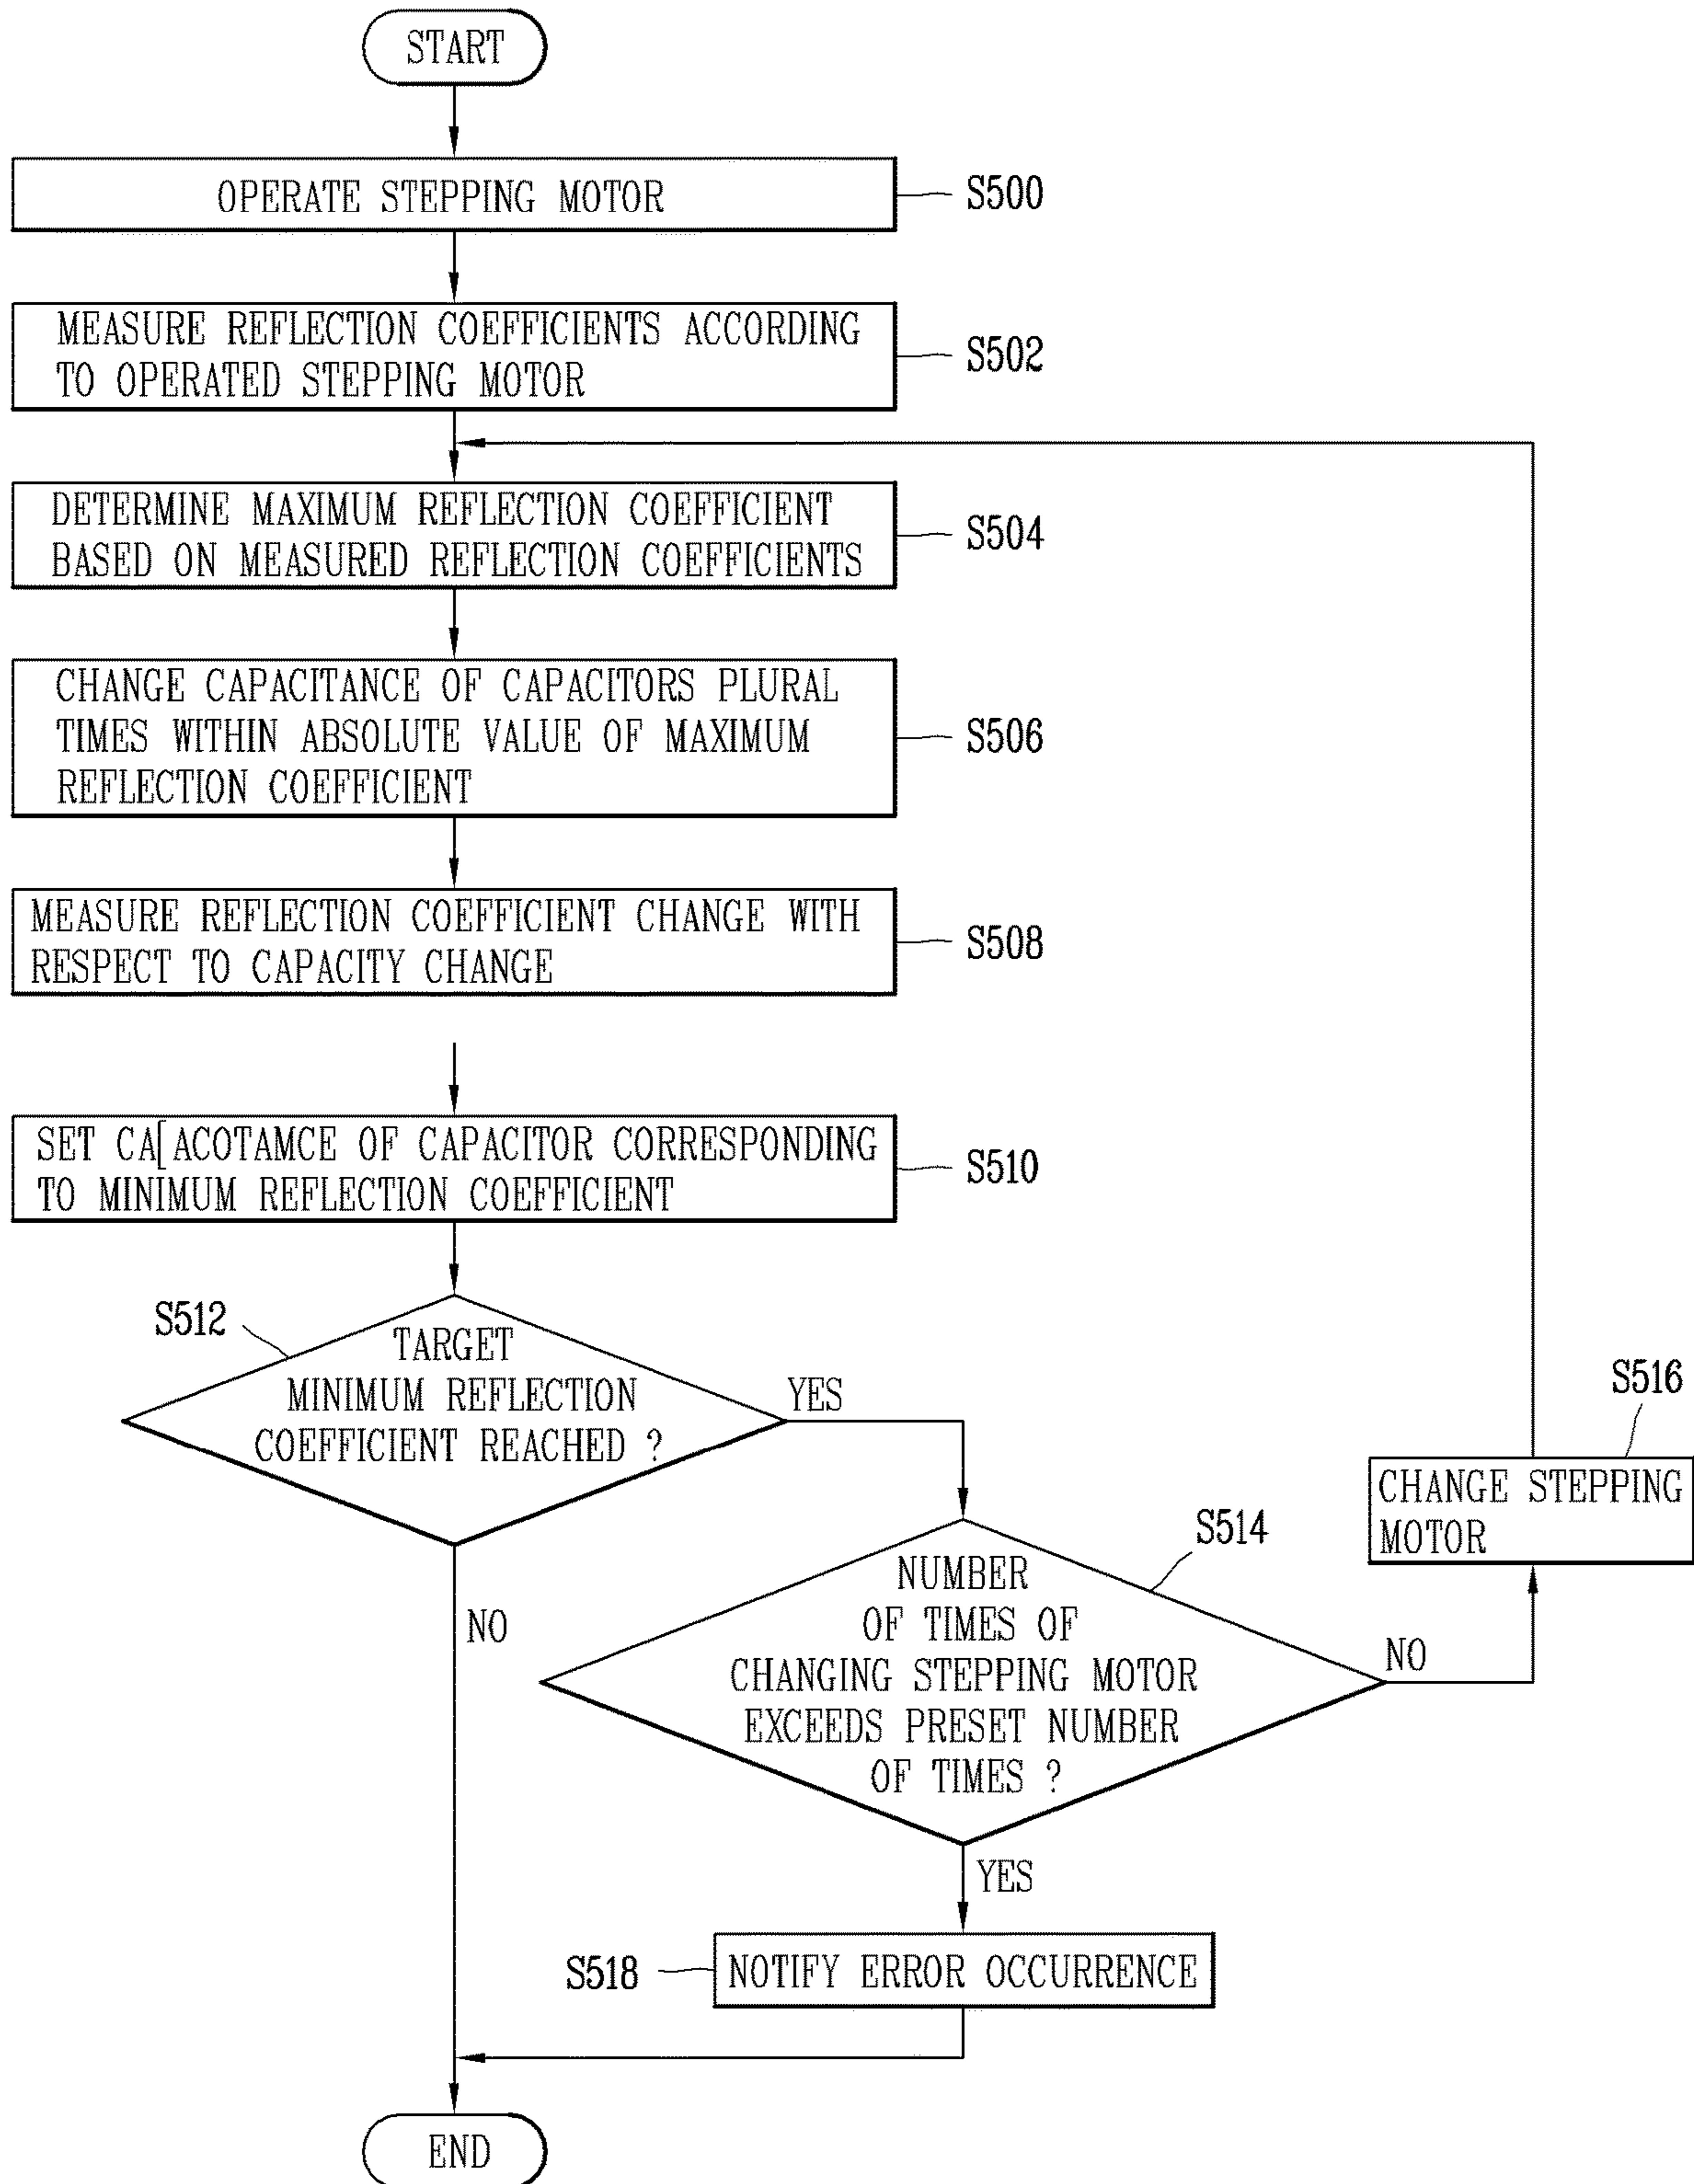 START
OPERATE STEPPING MOTOR
S500
MEASURE REFLECTION COEFFICIENTS ACCORDING
TO OPERATED STEPPING MOTOR
S502
DETERMINE MAXIMUM REFLECTION COEFFICIENT
BASED ON MEASURED REFLECTION COEFFICIENTS
S504
CHANGE CAPACITANCE OF CAPACITORS PLURAL
TIMES WITHIN ABSOLUTE VALUE OF MAXIMUM
REFLECTION COEFFICIENT
S506
MEASURE REFLECTION COEFFICIENT CHANGE WITH
RESPECT TO CAPACITY CHANGE
S508
SET CA[ACOTAMCE OF CAPACITOR CORRESPONDING
TO MINIMUM REFLECTION COEFFICIENT
S510
S512
TARGET
MINIMUM REFLECTION
COEFFICIENT REACHED ?
YES
NO
S514
NUMBER
OF TIMES OF
CHANGING STEPPING MOTOR
EXCEEDS PRESET NUMBER
OF TIMES ?
NO
S516
CHANGE STEPPING
MOTOR
YES
S518
NOTIFY ERROR OCCURRENCE
END